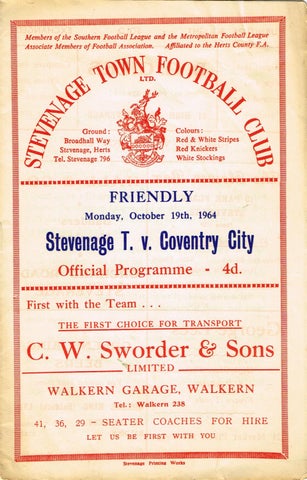 Members of the Southern Football League and the Metropolitan Football League
Associate Members of Football Association. Affiliated to the Herts County F.A.
STEVENAGE TOWN FOOTBALL CLUB
LTD.
Ground:
Broadhall Way
Stevenage, Herts
Tel. Stevenage 796
Colours:
Red & White Stripes
Red Knickers
White Stockings
FRIENDLY
Monday, October 19th, 1964
Stevenage T. v. Coventry City
Official Programme - 4d.
First with the Team . . .
THE FIRST CHOICE FOR TRANSPORT
C. W. Sworder & Sons
LIMITED
WALKERN GARAGE, WALKERN
Tel: Walkern 238
41, 36, 29 - SEATER COACHES FOR HIRE
LET US BE FIRST WITH YOU
Stevenage Printing Works